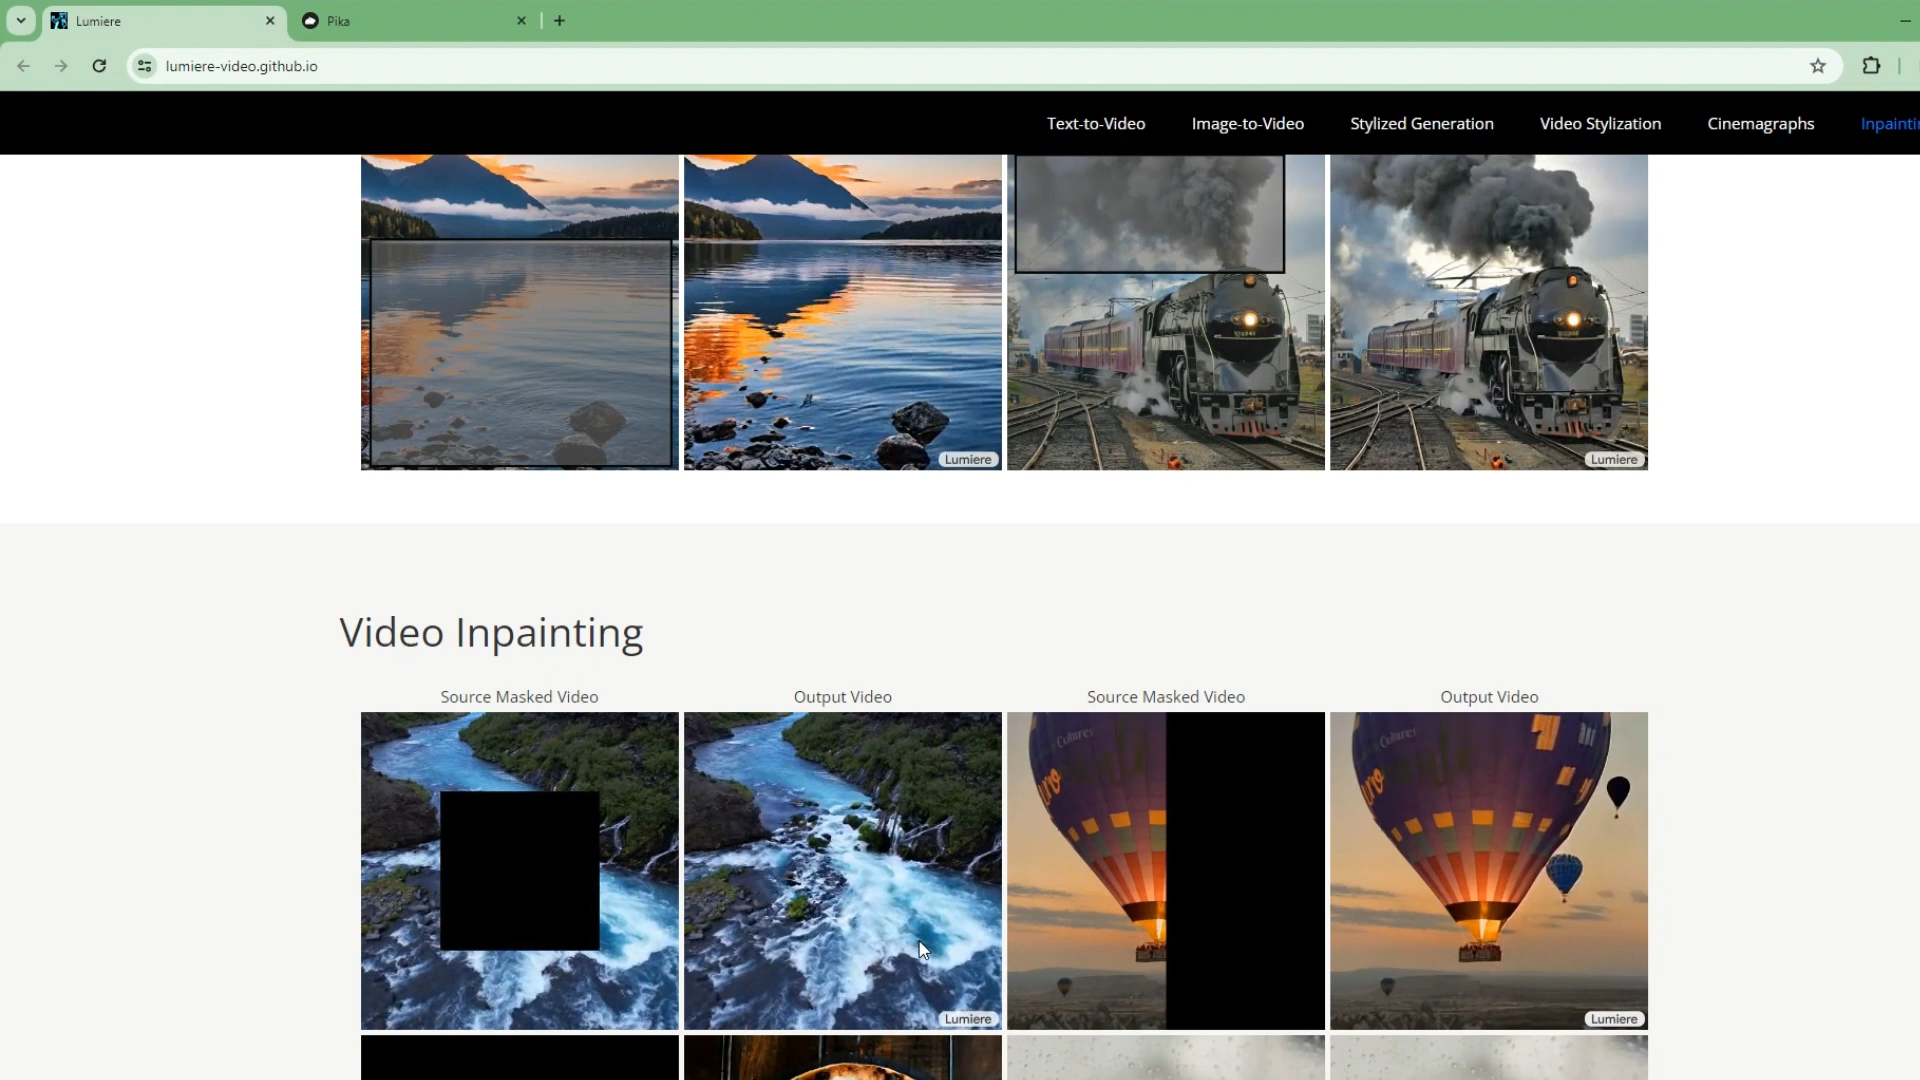 Lumiere
Pika
lumiere-video.github.io
Text-to-Video
Image-to-Video
Stylized Generation
Video Stylization
Cinemagraphs
Lumiere
Lumiere
Video Inpainting
Source Masked Video
Output Video
Source Masked Video
Output Video
Lumiere
Lumiere